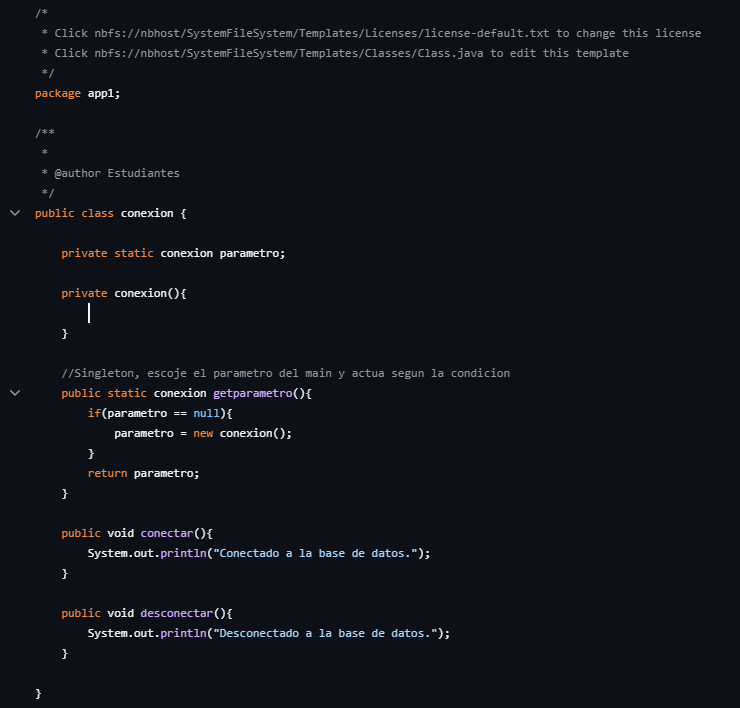 /*
 * Click nbfs://nbhost/SystemFileSystem/Templates/Licenses/license-default.txt to change this license
 * Click nbfs://nbhost/SystemFileSystem/Templates/Classes/Class.java to edit this template
 */
package app1;

/**
 *
 * @author Estudiantes
 */
public class conexion {

    private static conexion parametro;

    private conexion(){

    }

    //Singleton, escoje el parametro del main y actua segun la condicion
    public static conexion getparametro(){
        if(parametro == null){
            parametro = new conexion();
        }
        return parametro;
    }

    public void conectar(){
        System.out.println("Conectado a la base de datos.");
    }

    public void desconectar(){
        System.out.println("Desconectado a la base de datos.");
    }

}